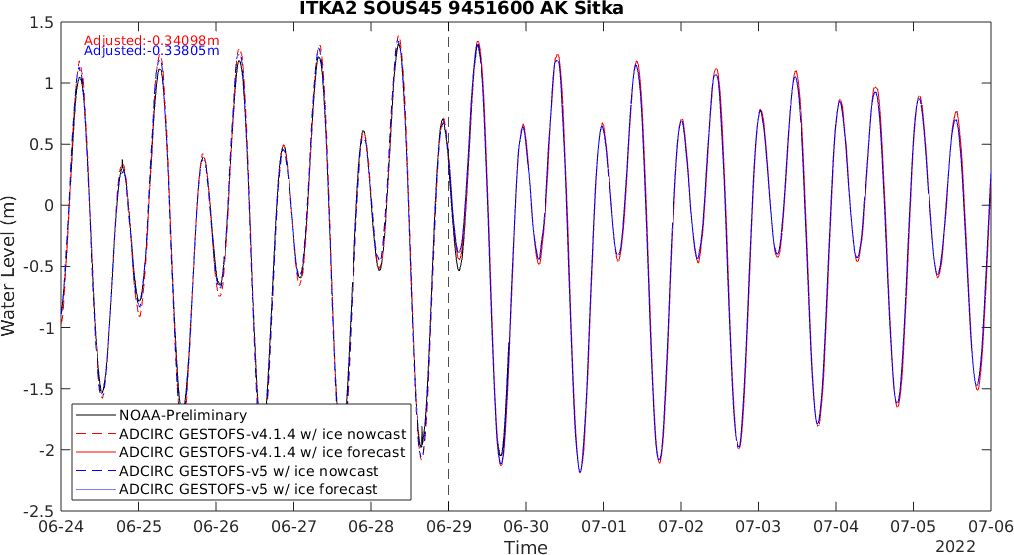 ITKA2 SOUS45 9451600 AK Sitka
Adjusted:-0.34098m
Adjusted:-0.33805m
1.5
1
0.5
0
-0.5
-1
-1.5
-2
-2.5
Water Level (m)
NOAA-Preliminary
ADCIRC GESTOFS-v4.1.4 w/ ice nowcast
ADCIRC GESTOFS-v4.1.4 w/ ice forecast
ADCIRC GESTOFS-v5 w/ ice nowcast
ADCIRC GESTOFS-v5 w/ ice forecast
06-24 06-25 06-26 06-27 06-28 06-29 06-30 07-01 07-02 07-03 07-04 07-05 07-06
Time
2022